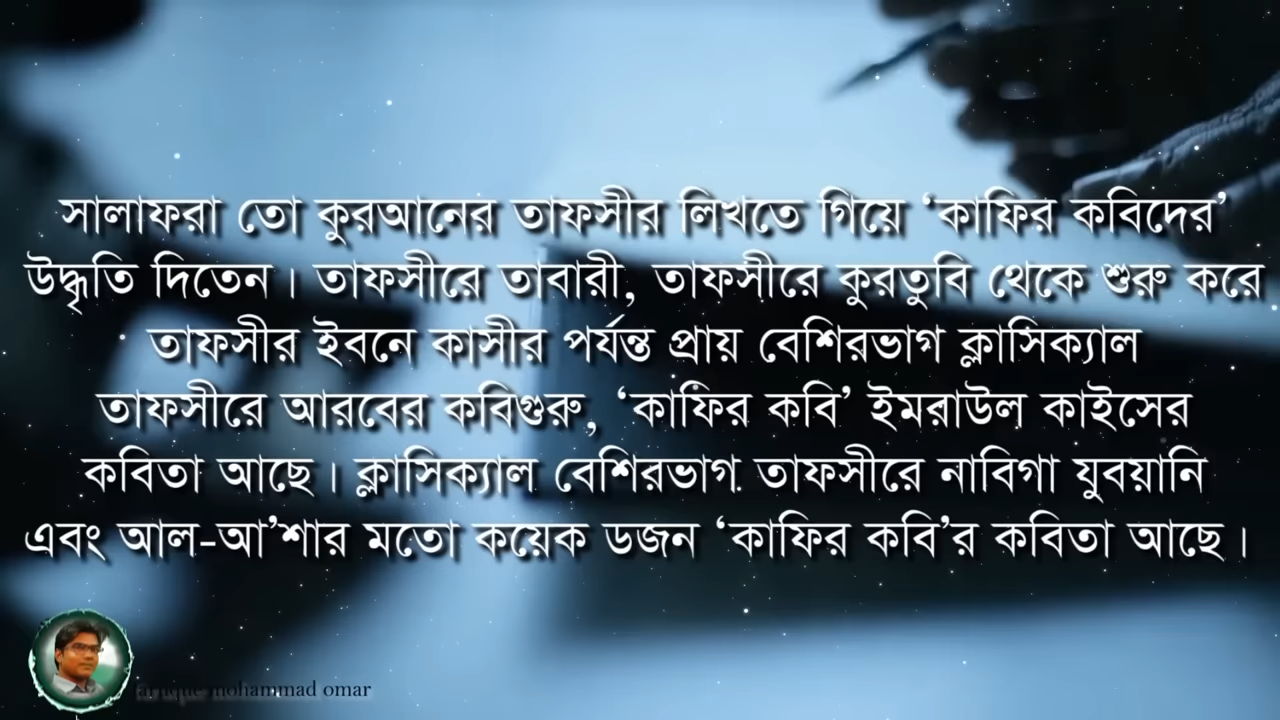 সালাফরা তো কুরআনের তাফসীর লিখতে গিয়ে ‘কাফির কবিদের’
উদ্ধৃতি দিতেন। তাফসীরে তাবারী, তাফসীরে কুরতুবি থেকে শুরু করে
তাফসীর ইবনে কাসীর পর্যন্ত প্রায় বেশিরভাগ ক্লাসিক্যাল
তাফসীরে আরবের কবিগুরু, ‘কাফির কবি’ ইমরাউল কাইসের
কবিতা আছে। ক্লাসিক্যাল বেশিরভাগ তাফসীরে নাবিগা যুবয়ানি
এবং আল-আ’শার মতো কয়েক ডজন ‘কাফির কবি’র কবিতা আছে।
mohammad omar